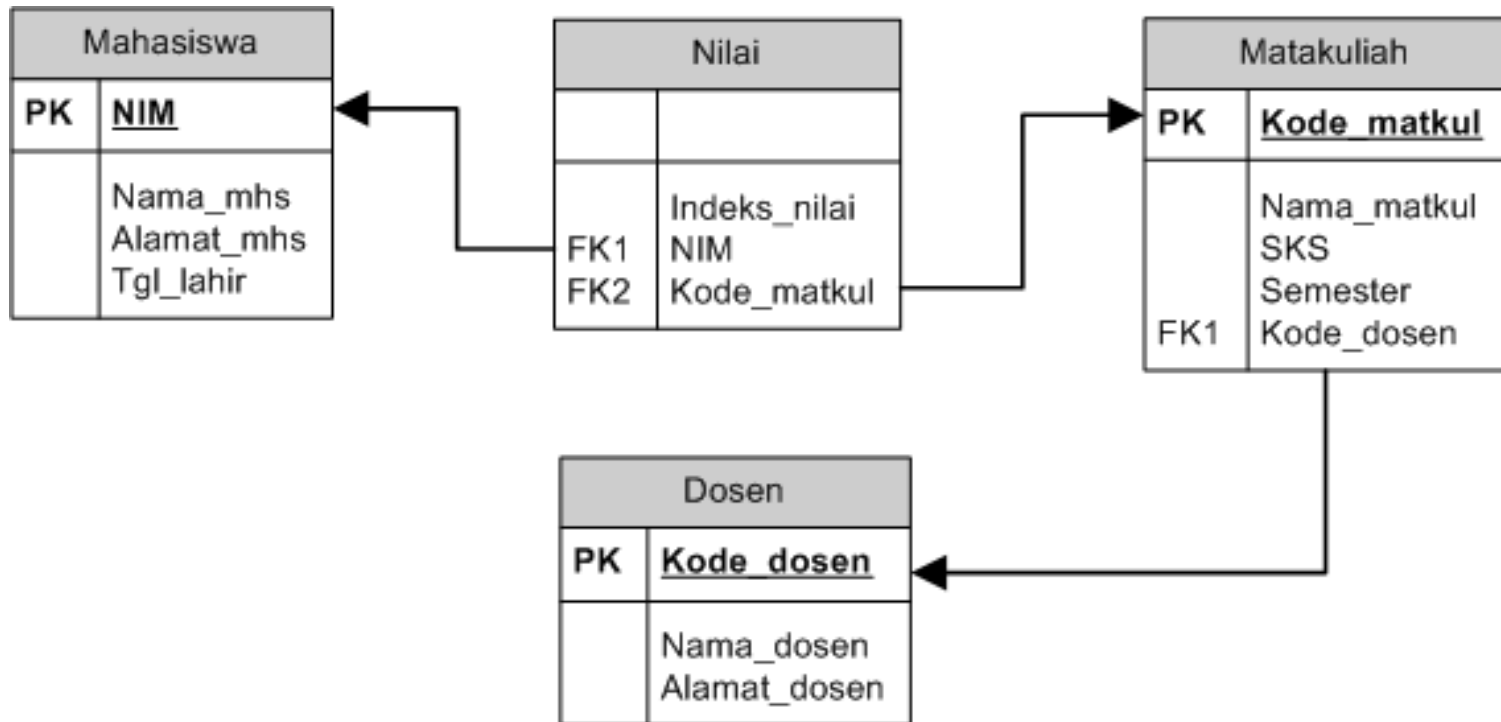 Mahasiswa
PK NIM
Nama_mhs
Alamat_mhs
Tgl_lahir
Nilai
Indeks_nilai
FK1 NIM
FK2 Kode_matkul
Matakuliah
PK Kode_matkul
Nama_matkul
SKS
Semester
FK1 Kode_dosen
Dosen
PK Kode_dosen
Nama_dosen
Alamat_dosen